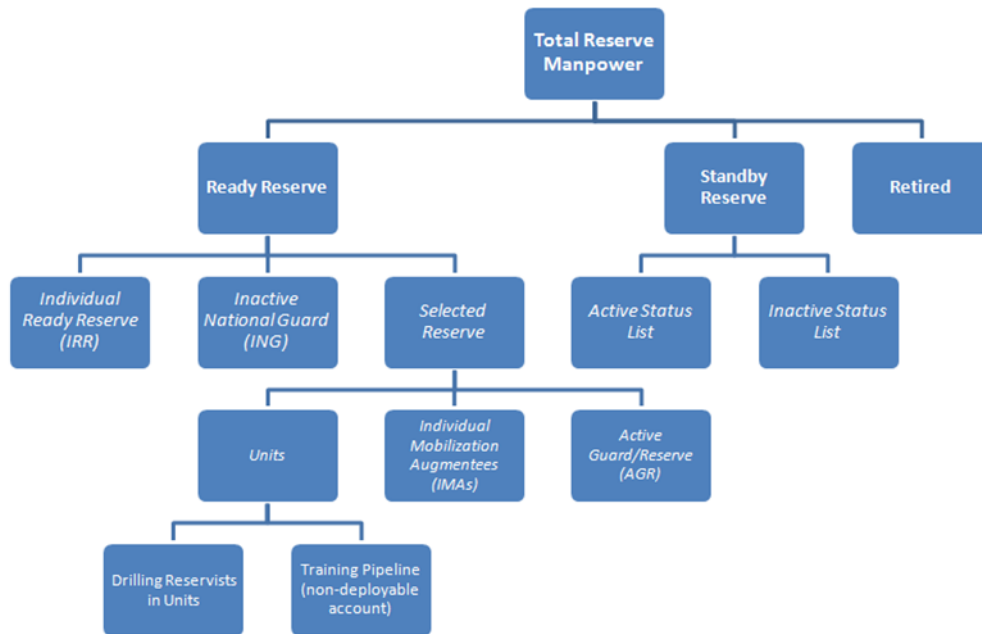 Total Reserve
Manpower
Ready Reserve
Standby
Reserve
Retired
Individual
Ready Reserve
(IRR)
Inactive
National Guard
(ING)
Selected
Reserve
Active Status
List
Inactive Status
List
Units
Individual
Mobilization
Augmentees
(IMAs)
Active
Guard/Reserve
(AGR)
Drilling Reservists
in Units
Training Pipeline
(non-deployable
account)